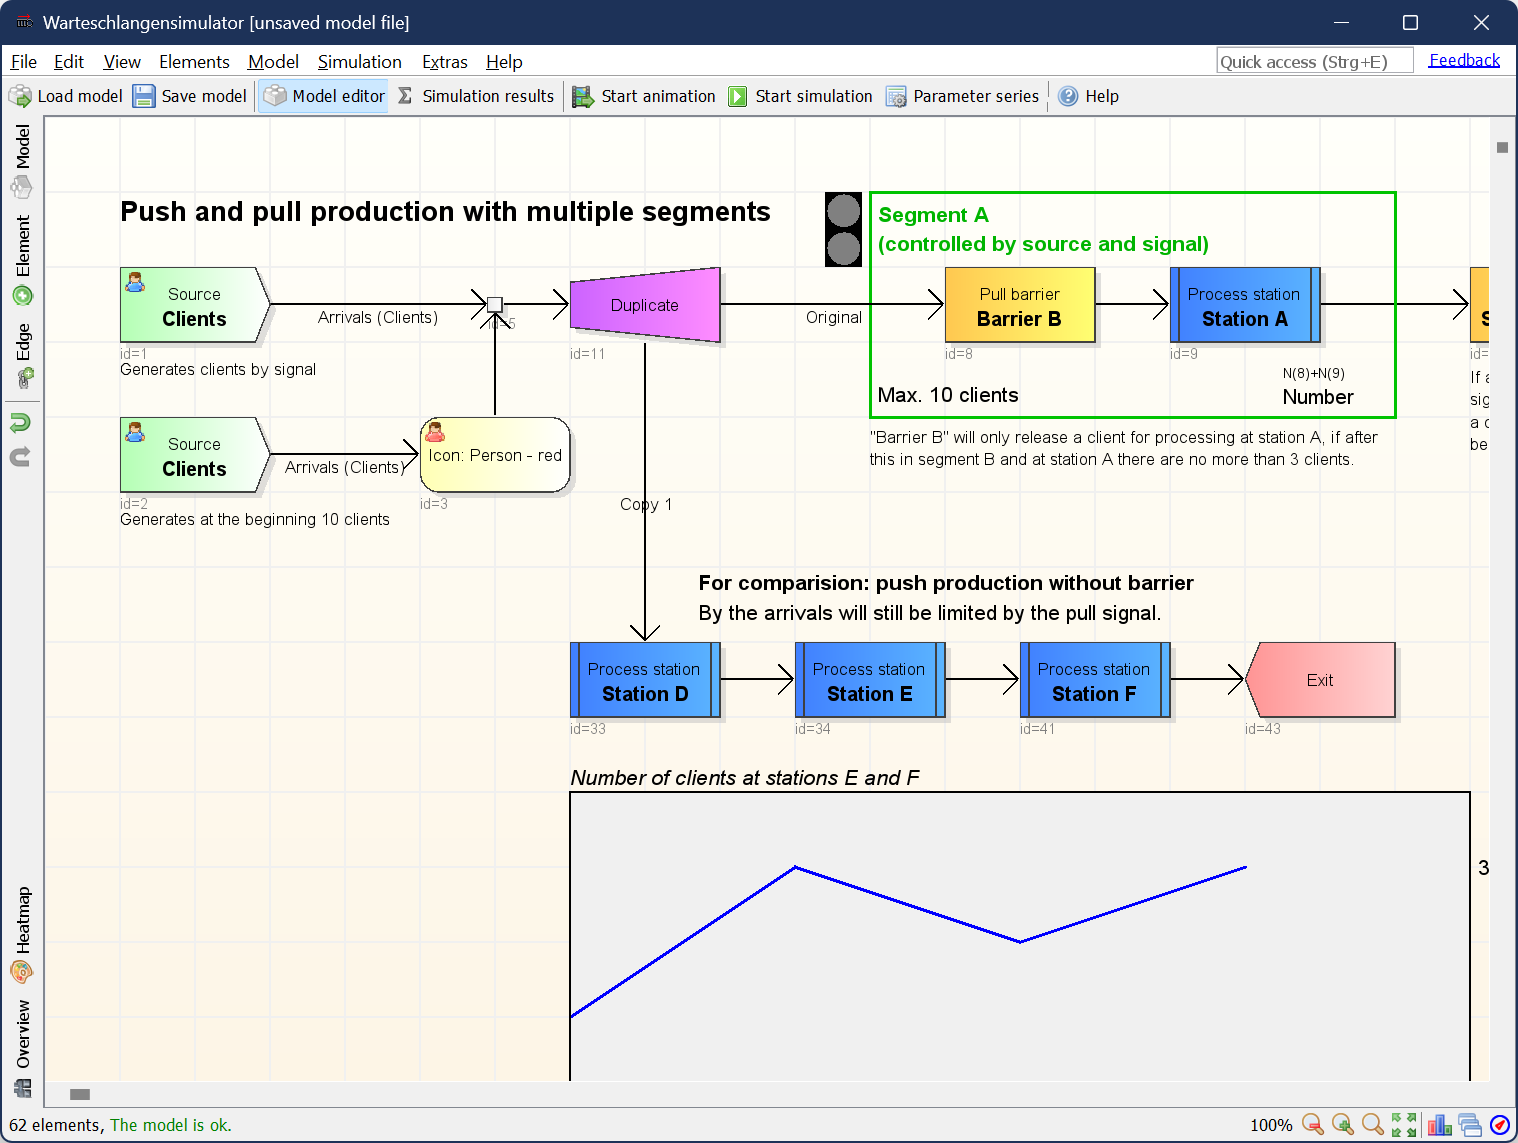 Warteschlangensimulator [unsaved model file]
File Edit View Elements Model Simulation Extras Help
Quick access (Strg+E) Feedback
Load model Save model Model editor Simulation results Start animation Start simulation Parameter series Help
Model
Element
Edge
Heatmap
Overview
Push and pull production with multiple segments
Segment A
(controlled by source and signal)
Source
Clients
id=1
Generates clients by signal
Arrivals (Clients)
id=5
Duplicate
id=11
Original
Pull barrier
Barrier B
id=8
Process station
Station A
id=9
S
id=
N(8)+N(9)
Number
Max. 10 clients
If a
sig
a c
be
"Barrier B" will only release a client for processing at station A, if after
this in segment B and at station A there are no more than 3 clients.
Source
Clients
id=2
Generates at the beginning 10 clients
Arrivals (Clients)
Icon: Person - red
id=3
Copy 1
For comparision: push production without barrier
By the arrivals will still be limited by the pull signal.
Process station
Station D
id=33
Process station
Station E
id=34
Process station
Station F
id=41
Exit
id=43
Number of clients at stations E and F
3
62 elements, The model is ok.
100%